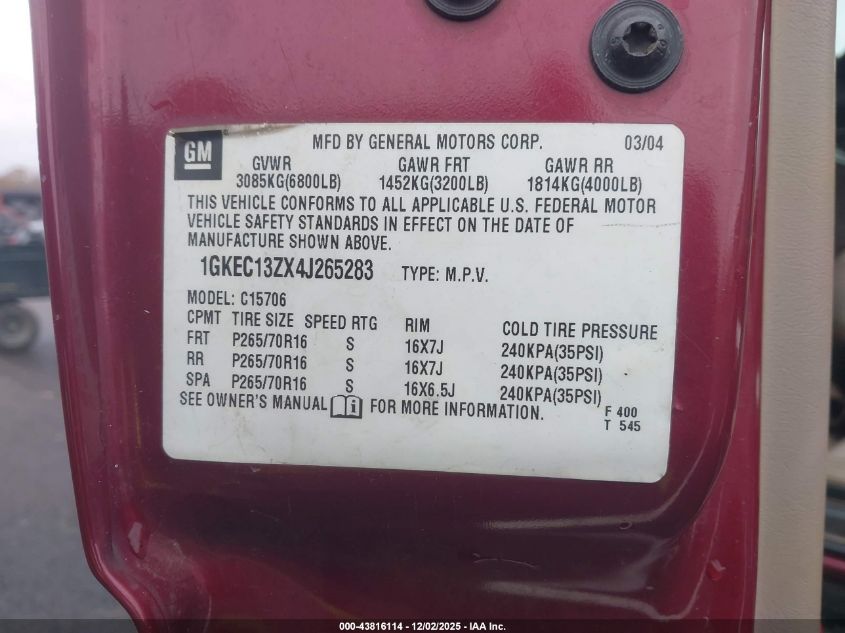 GM
MFD BY GENERAL MOTORS CORP. 03/04
GVWR GAWR FRT GAWR RR
3085KG(6800LB) 1452KG(3200LB) 1814KG(4000LB)
THIS VEHICLE CONFORMS TO ALL APPLICABLE U.S. FEDERAL MOTOR
VEHICLE SAFETY STANDARDS IN EFFECT ON THE DATE OF
MANUFACTURE SHOWN ABOVE.
1GKEC13ZX4J265283 TYPE: M.P.V.
MODEL: C15706
CPMT TIRE SIZE SPEED RTG RIM COLD TIRE PRESSURE
FRT P265/70R16 S 16X7J 240KPA(35PSI)
RR P265/70R16 S 16X7J 240KPA(35PSI)
SPA P265/70R16 S 16X6.5J 240KPA(35PSI)
SEE OWNER'S MANUAL i FOR MORE INFORMATION.
F 400
T 545
000-43816114 - 12/02/2025 - IAA Inc.